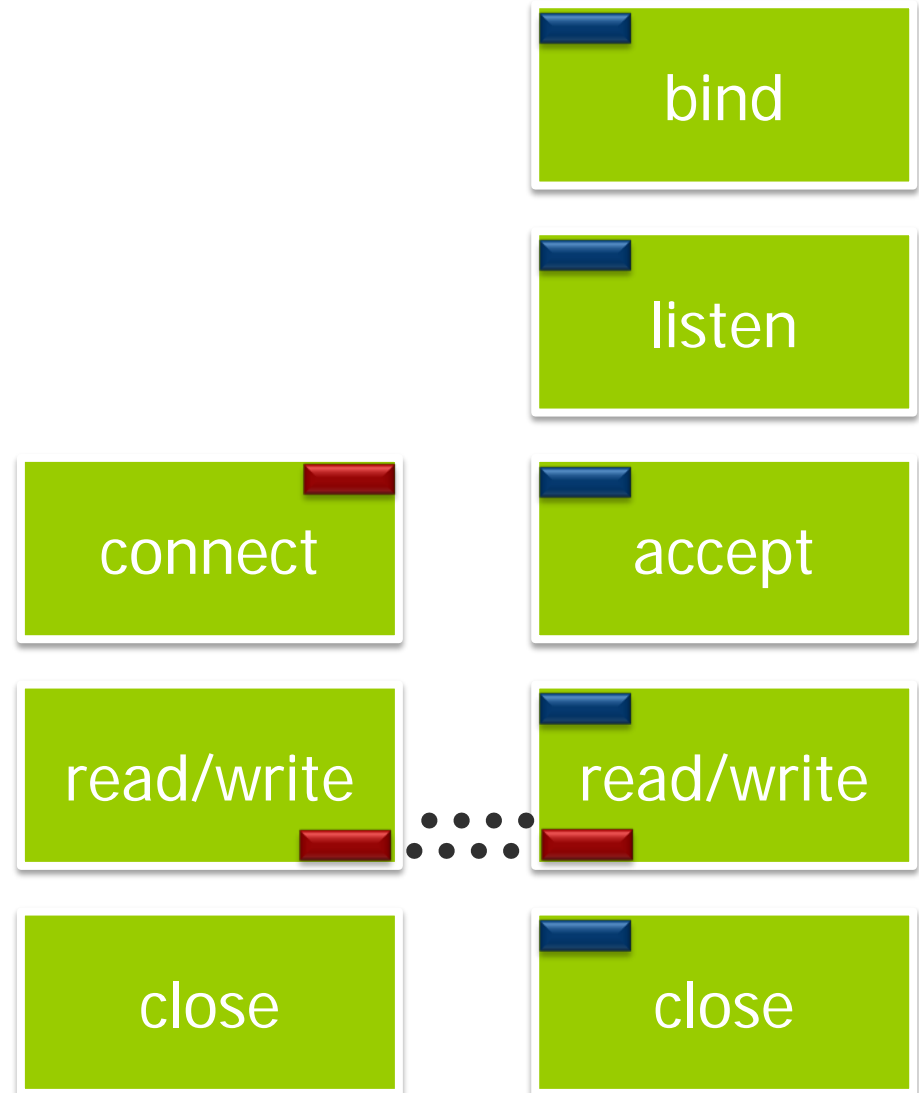 bind
listen
connect
accept
read/write
read/write
close
close